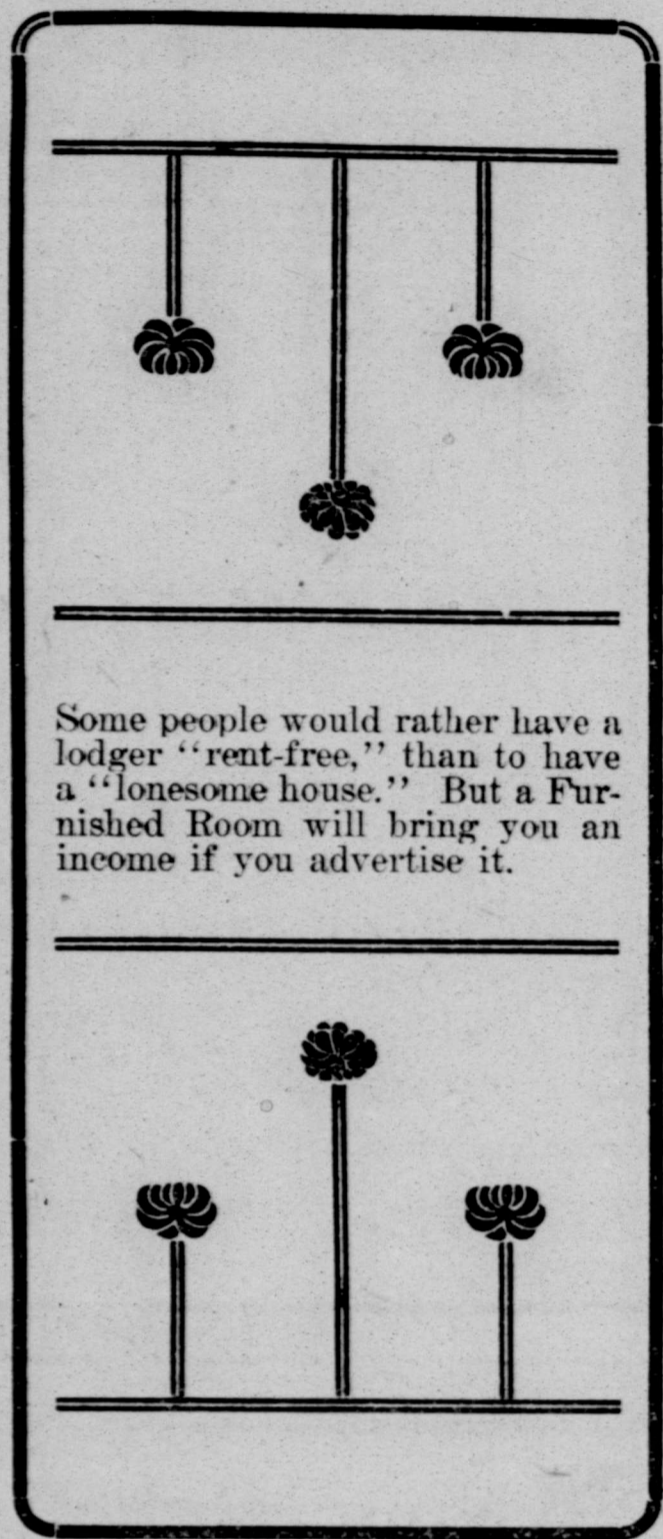 Some people would rather have a
lodger "rent-free," than to have
a "lonesome house." But a Fur-
nished Room will bring you an
income if you advertise it.